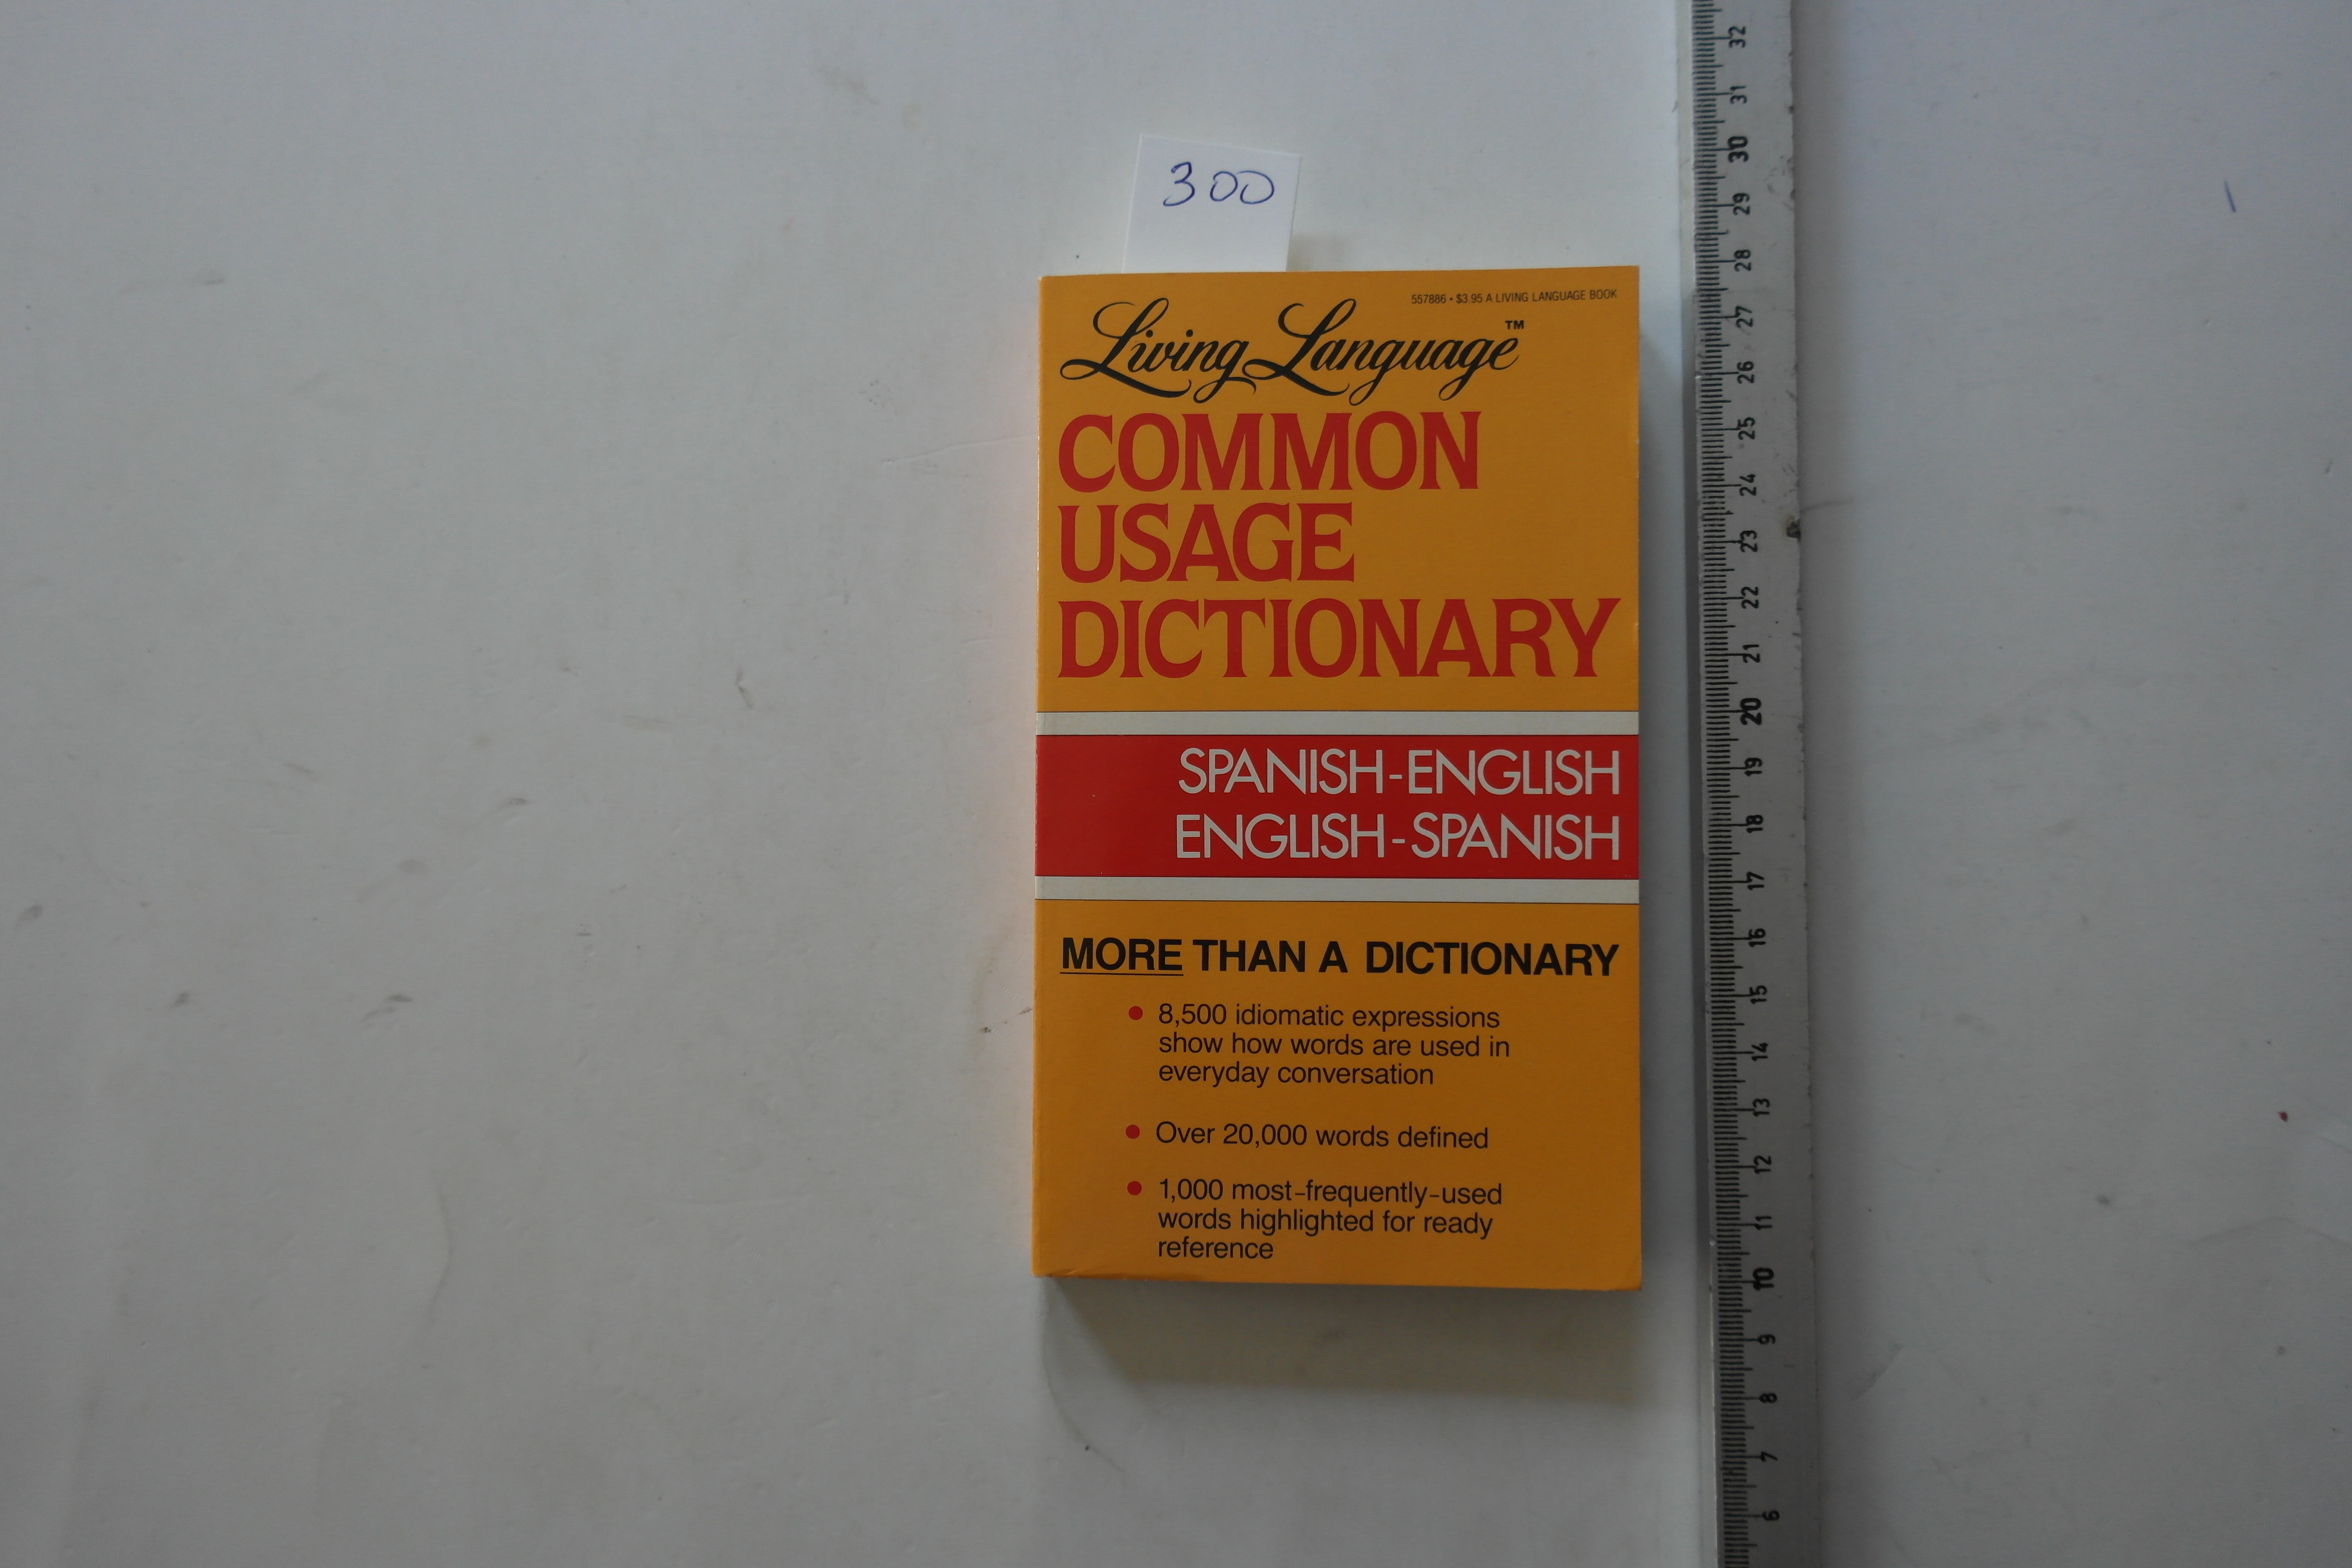 300
557886 • $3.95 A LIVING LANGUAGE BOOK
Living Language™
COMMON
USAGE
DICTIONARY
SPANISH-ENGLISH
ENGLISH-SPANISH
MORE THAN A DICTIONARY
• 8,500 idiomatic expressions
show how words are used in
everyday conversation
• Over 20,000 words defined
• 1,000 most-frequently-used
words highlighted for ready
reference
32
31
30
29
28
27
26
25
24
23
22
21
20
19
18
17
16
15
14
13
12
11
10
9
8
7
6